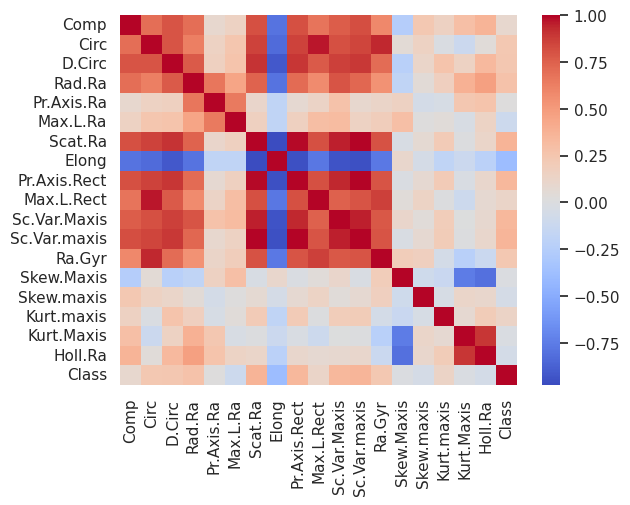 Comp
Circ
D.Circ
Rad.Ra
Pr.Axis.Ra
Max.L.Ra
Scat.Ra
Elong
Pr.Axis.Rect
Max.L.Rect
Sc.Var.Maxis
Sc.Var.maxis
Ra.Gyr
Skew.Maxis
Skew.maxis
Kurt.maxis
Kurt.Maxis
Holl.Ra
Class
Comp
Circ
D.Circ
Rad.Ra
Pr.Axis.Ra
Max.L.Ra
Scat.Ra
Elong
Pr.Axis.Rect
Max.L.Rect
Sc.Var.Maxis
Sc.Var.maxis
Ra.Gyr
Skew.Maxis
Skew.maxis
Kurt.maxis
Kurt.Maxis
Holl.Ra
Class
1.00
0.75
0.50
0.25
0.00
−0.25
−0.50
−0.75